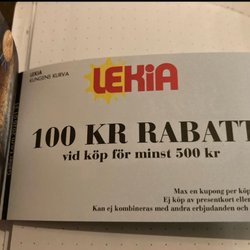 LEKIA
KUNGENS KURVA
LEKiA
100 KR RABATT
vid köp för minst 500 kr
Max en kupong per köp
Ej köp av presentkort eller
Kan ej kombineras med andra erbjudanden och